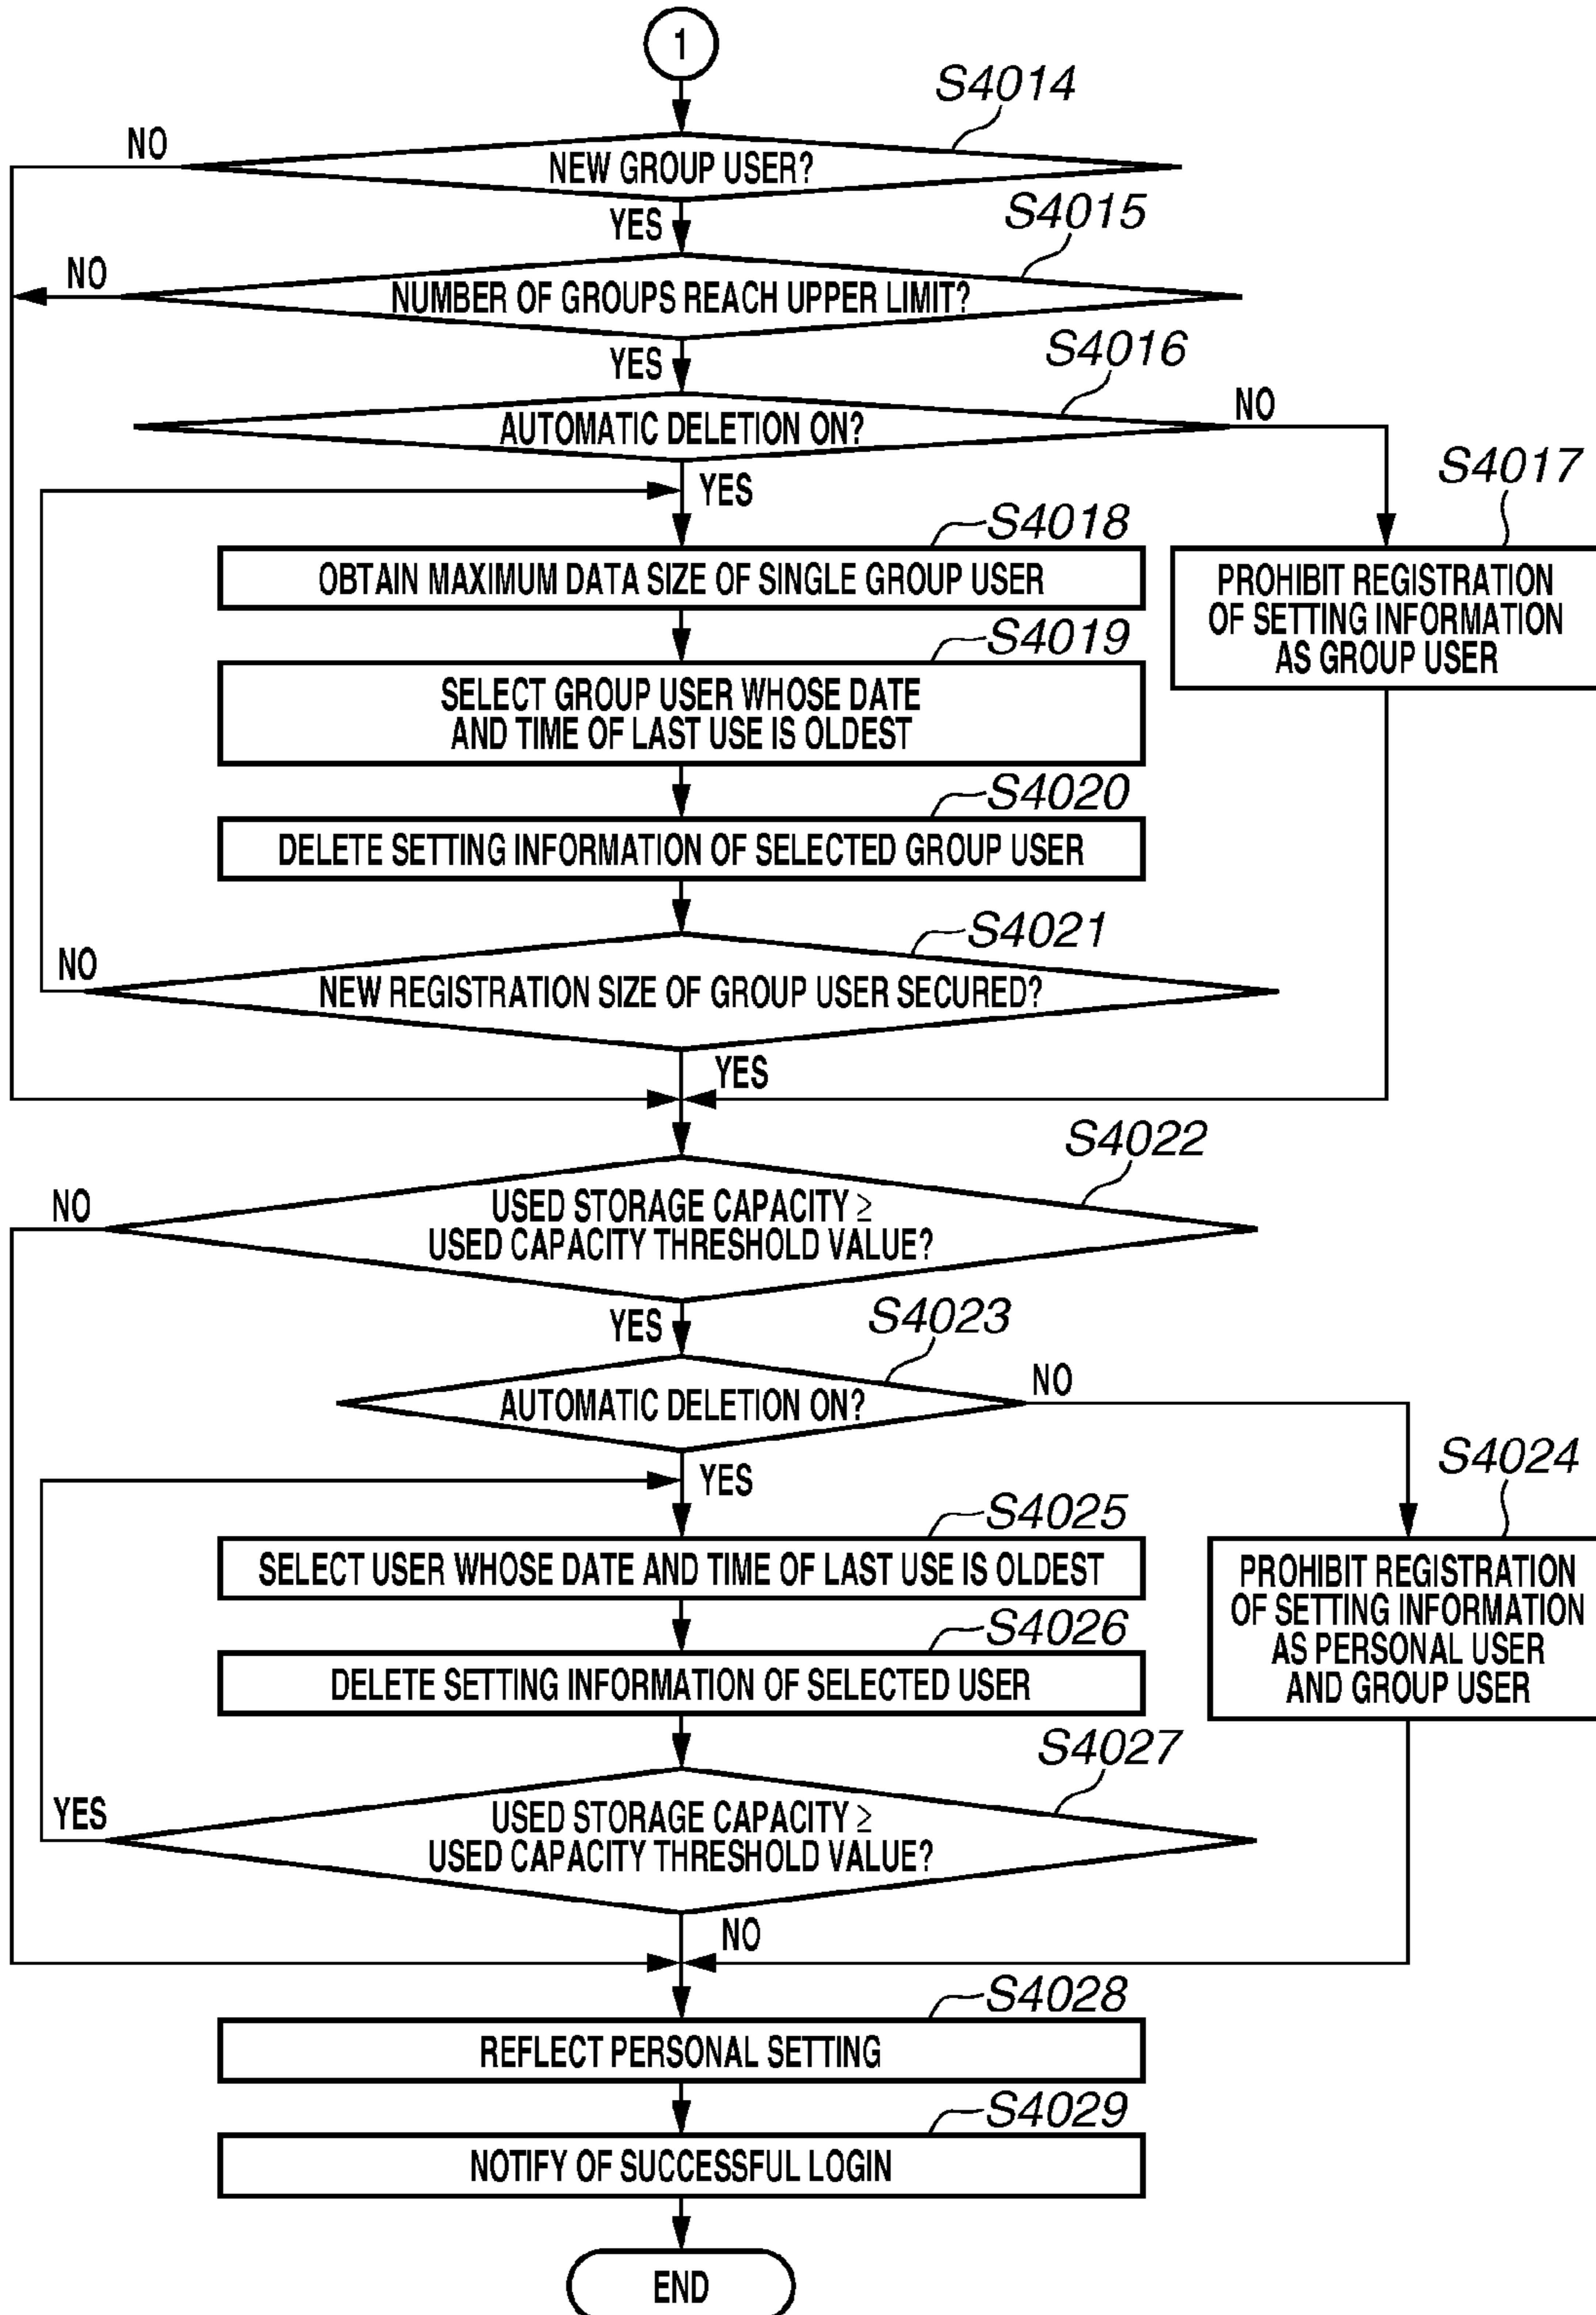 1
S4014
NO
NEW GROUP USER?
YES
S4015
NO
NUMBER OF GROUPS REACH UPPER LIMIT?
YES
S4016
AUTOMATIC DELETION ON?
NO
YES
S4017
PROHIBIT REGISTRATION
OF SETTING INFORMATION
AS GROUP USER
S4018
OBTAIN MAXIMUM DATA SIZE OF SINGLE GROUP USER
S4019
SELECT GROUP USER WHOSE DATE
AND TIME OF LAST USE IS OLDEST
S4020
DELETE SETTING INFORMATION OF SELECTED GROUP USER
S4021
NO
NEW REGISTRATION SIZE OF GROUP USER SECURED?
YES
S4022
NO
USED STORAGE CAPACITY ≥
USED CAPACITY THRESHOLD VALUE?
YES
S4023
AUTOMATIC DELETION ON?
NO
YES
S4024
PROHIBIT REGISTRATION
OF SETTING INFORMATION
AS PERSONAL USER
AND GROUP USER
S4025
SELECT USER WHOSE DATE AND TIME OF LAST USE IS OLDEST
S4026
DELETE SETTING INFORMATION OF SELECTED USER
S4027
YES
USED STORAGE CAPACITY ≥
USED CAPACITY THRESHOLD VALUE?
NO
S4028
REFLECT PERSONAL SETTING
S4029
NOTIFY OF SUCCESSFUL LOGIN
END